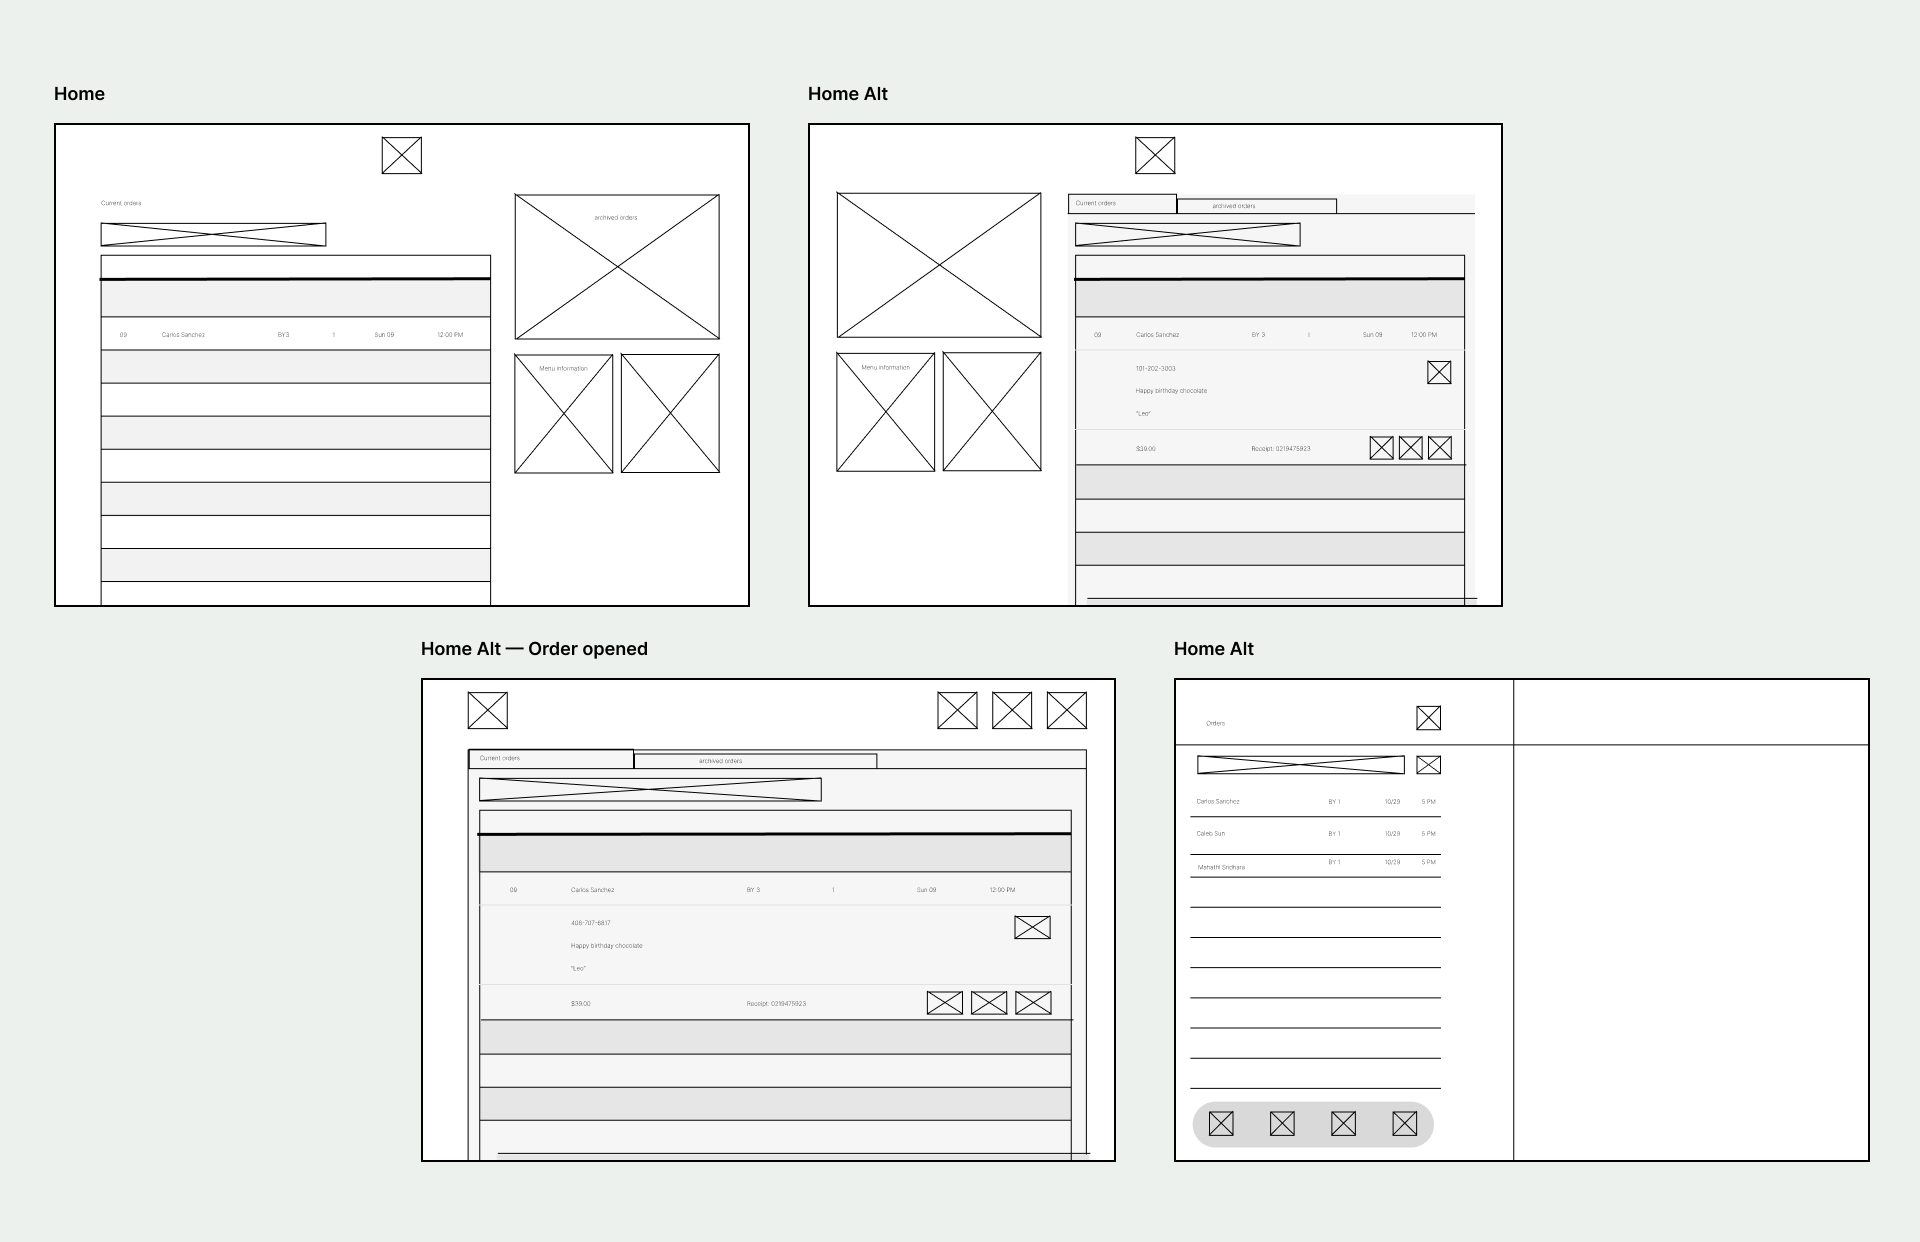 Home
Current orders
archived orders
09 Carlos Sanchez BY3 1 Sun 09 12:00 PM
Menu information
Home Alt
Current orders archived orders
09 Carlos Sanchez BY 3 1 Sun 09 12:00 PM
Menu information
101-202-3803
Happy birthday chocolate
"Leo"
$39.00 Receipt: 0219475923
Home Alt — Order opened
Current orders archived orders
09 Carlos Sanchez BY 3 1 Sun 09 12:00 PM
408-707-6817
Happy birthday chocolate
"Leo"
$39.00 Receipt: 0219475923
Home Alt
Orders
Carlos Sanchez BY 1 10/29 5 PM
Caleb Sun BY 1 10/29 5 PM
Mahathi Sridhara BY 1 10/29 5 PM